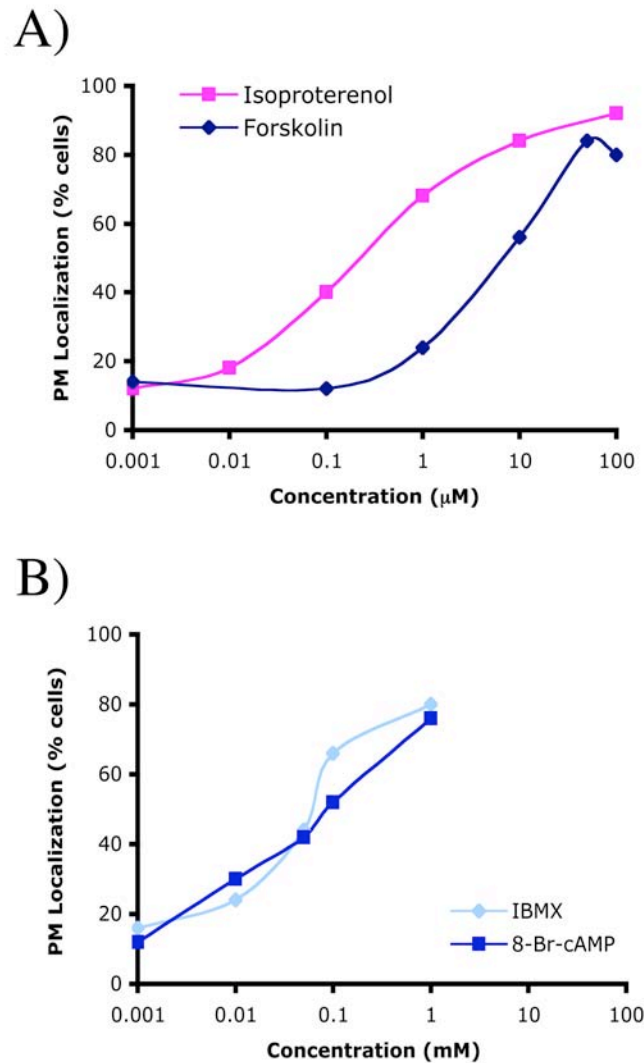 A)
Isoproterenol
Forskolin
100
80
60
40
20
0
PM Localization (% cells)
0.001 0.01 0.1 1 10 100
Concentration (μM)
B)
100
80
60
40
20
0
PM Localization (% cells)
IBMX
8-Br-cAMP
0.001 0.01 0.1 1 10 100
Concentration (mM)